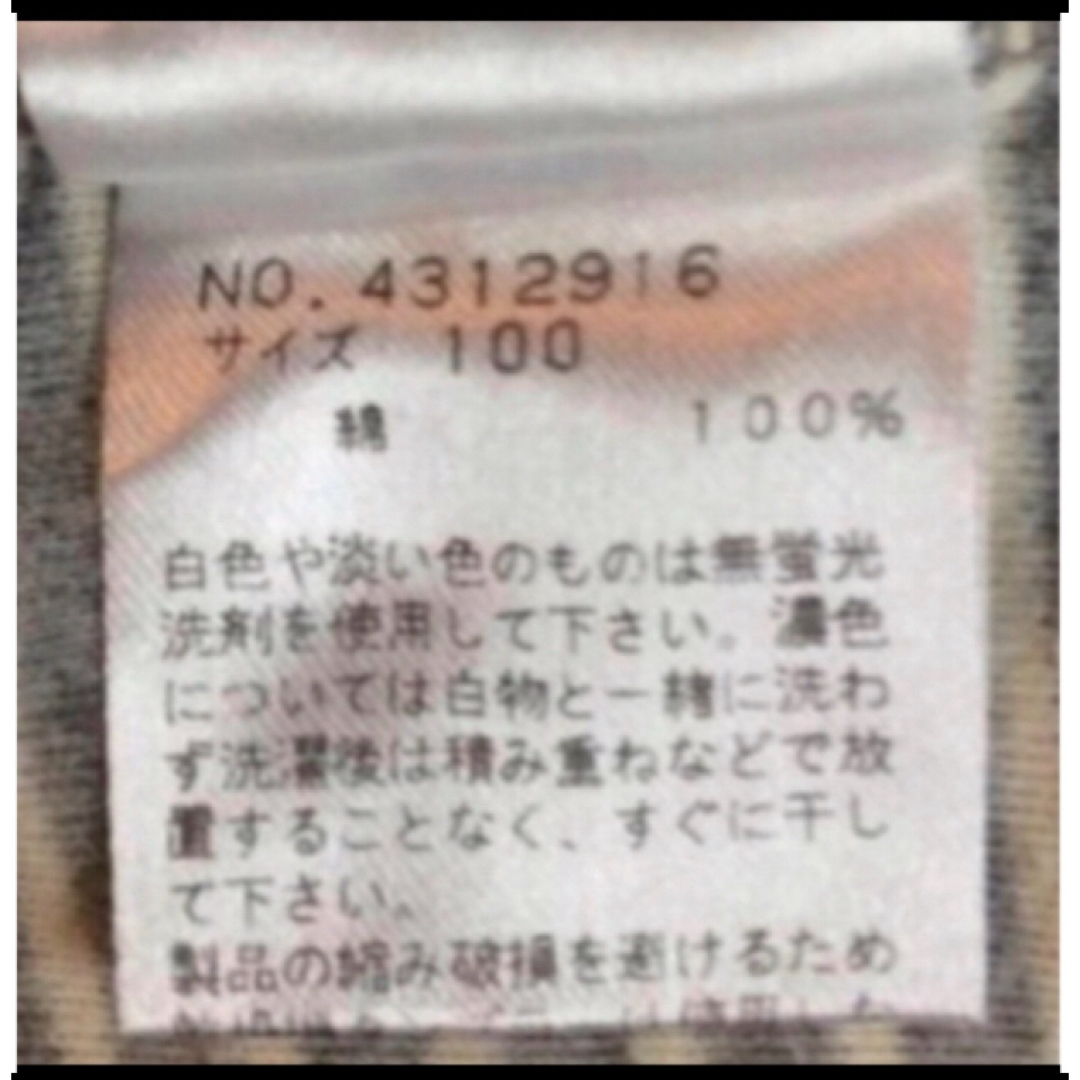 NO. 4312916
サイズ 100
綿 100%
白色や淡い色のものは無蛍光
洗剤を使用して下さい。濃色
については白物と一緒に洗わ
ず洗濯後は積み重ねなどで放
置することなく、すぐに干し
て下さい。
製品の縮み破損を避けるため